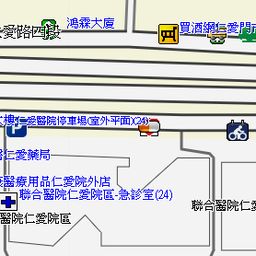 鴻霖大廈
買酒網仁愛門市
愛路四段
大樓仁愛醫院停車場(室外平面)(24)
仁愛藥局
醫療用品仁愛院外店
聯合醫院仁愛院區-急診室(24)
醫院仁愛院區
聯合醫院仁愛